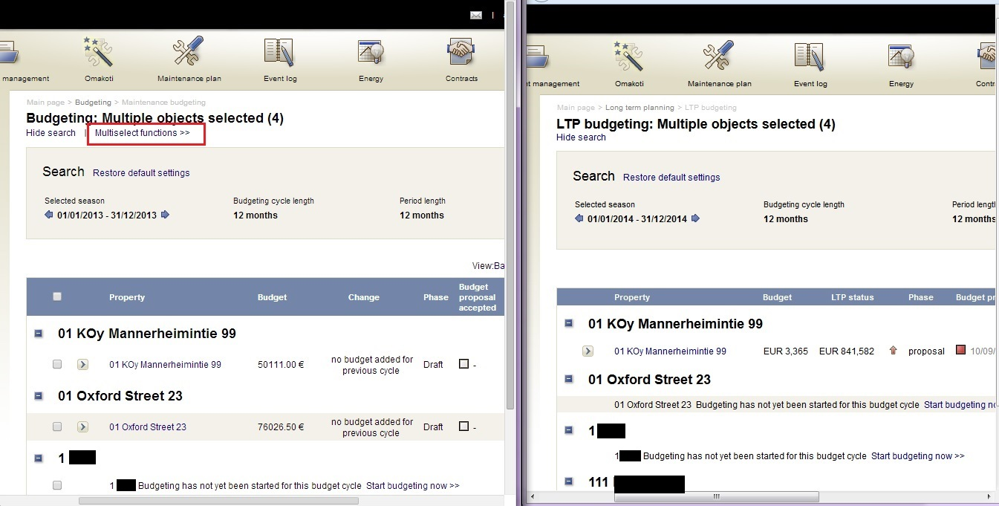 management Omakoti Maintenance plan Event log Energy Contracts
Main page > Budgeting > Maintenance budgeting
Budgeting: Multiple objects selected (4)
Hide search | Multiselect functions >>
Search Restore default settings
Selected season Budgeting cycle length Period length
01/01/2013 - 31/12/2013 12 months 12 months
View:Ba
Property Budget Change Phase Budget proposal accepted
01 KOy Mannerheimintie 99
01 KOy Mannerheimintie 99 50111.00 € no budget added for previous cycle Draft -
01 Oxford Street 23
01 Oxford Street 23 76026.50 € no budget added for previous cycle Draft -
1
1 Budgeting has not yet been started for this budget cycle Start budgeting now >>
t management Omakoti Maintenance plan Event log Energy Contr
Main page > Long term planning > LTP budgeting
LTP budgeting: Multiple objects selected (4)
Hide search
Search Restore default settings
Selected season Budgeting cycle length Period length
01/01/2014 - 31/12/2014 12 months 12 months
Property Budget LTP status Phase Budget pr
01 KOy Mannerheimintie 99
01 KOy Mannerheimintie 99 EUR 3,365 EUR 841,582 proposal 10/09/
01 Oxford Street 23
01 Oxford Street 23 Budgeting has not yet been started for this budget cycle Start budgeting no
1
1 Budgeting has not yet been started for this budget cycle Start budgeting now >>
111